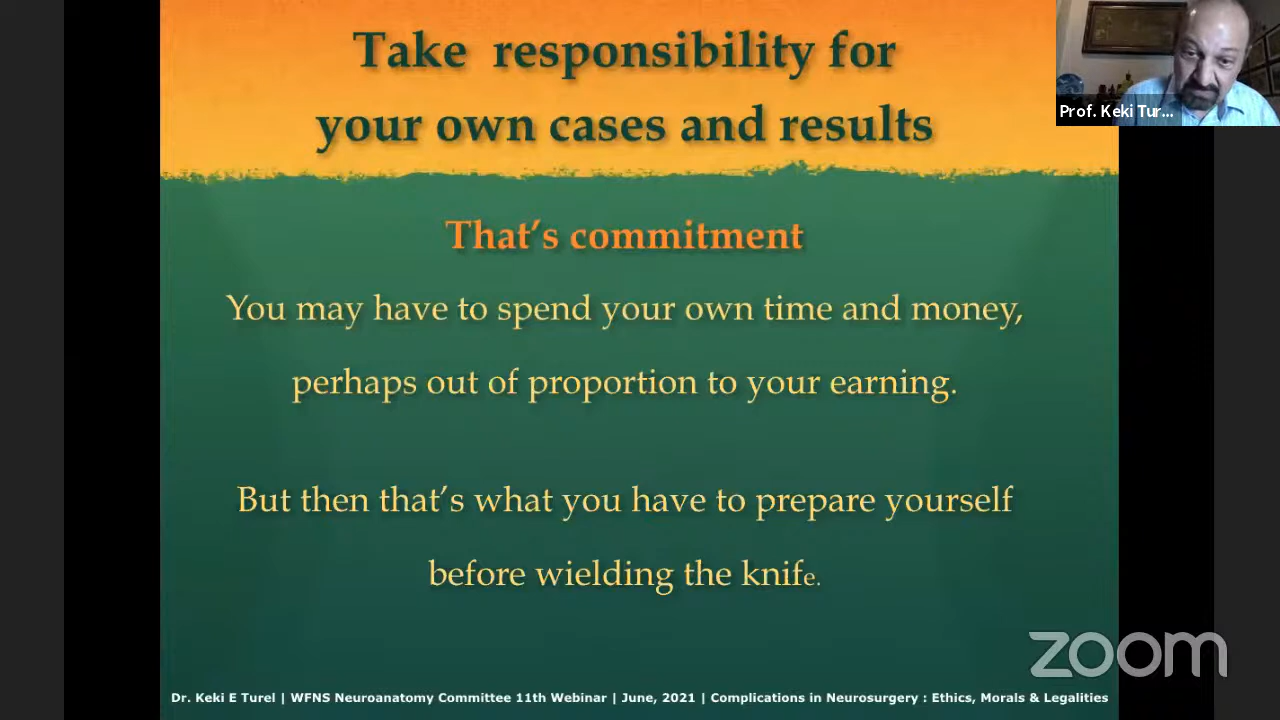 Take responsibility for
your own cases and results
Prof. Keki Tur...
That's commitment
You may have to spend your own time and money,
perhaps out of proportion to your earning.
But then that's what you have to prepare yourself
before wielding the knife.
zoom
Dr. Keki E Turel | WFNS Neuroanatomy Committee 11th Webinar | June, 2021 | Complications in Neurosurgery : Ethics, Morals & Legalities